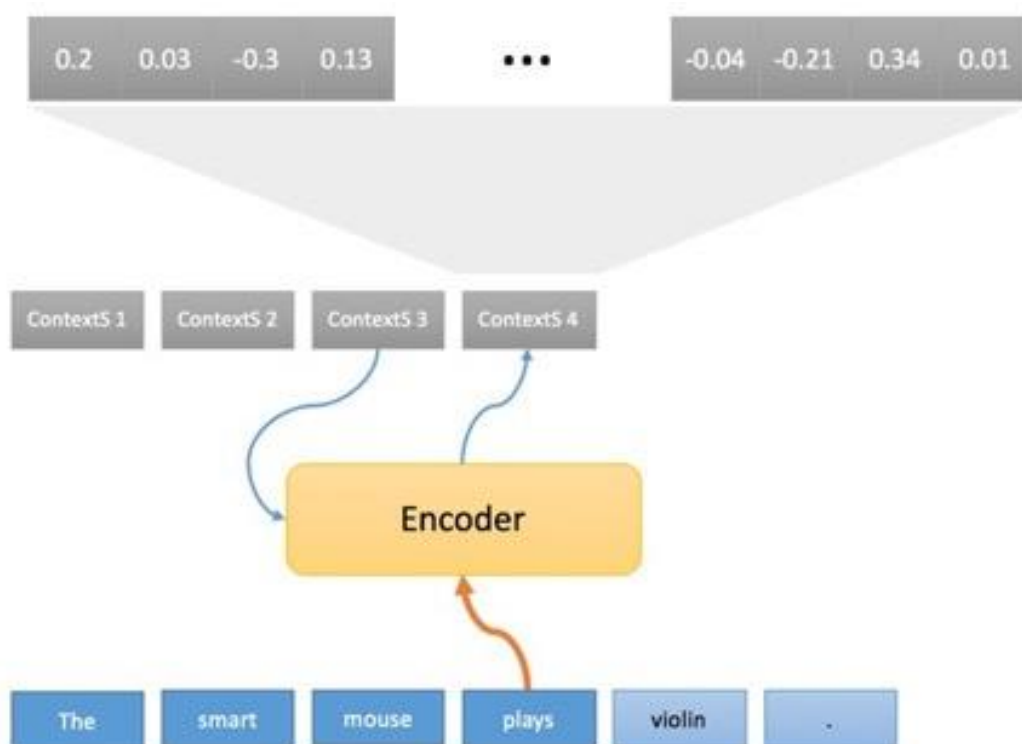 0.2 0.03 -0.3 0.13 ... -0.04 -0.21 0.34 0.01
ContextS 1 ContextS 2 ContextS 3 ContextS 4
Encoder
The smart mouse plays violin .